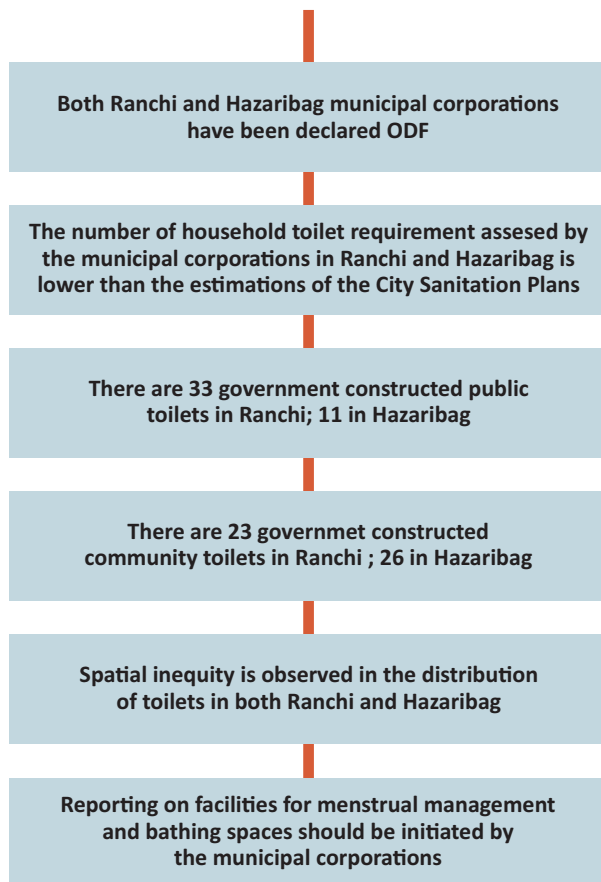 Both Ranchi and Hazaribag municipal corporations
have been declared ODF
The number of household toilet requirement assesed by
the municipal corporations in Ranchi and Hazaribag is
lower than the estimations of the City Sanitation Plans
There are 33 government constructed public
toilets in Ranchi; 11 in Hazaribag
There are 23 governmet constructed
community toilets in Ranchi ; 26 in Hazaribag
Spatial inequity is observed in the distribution
of toilets in both Ranchi and Hazaribag
Reporting on facilities for menstrual management
and bathing spaces should be initiated by
the municipal corporations